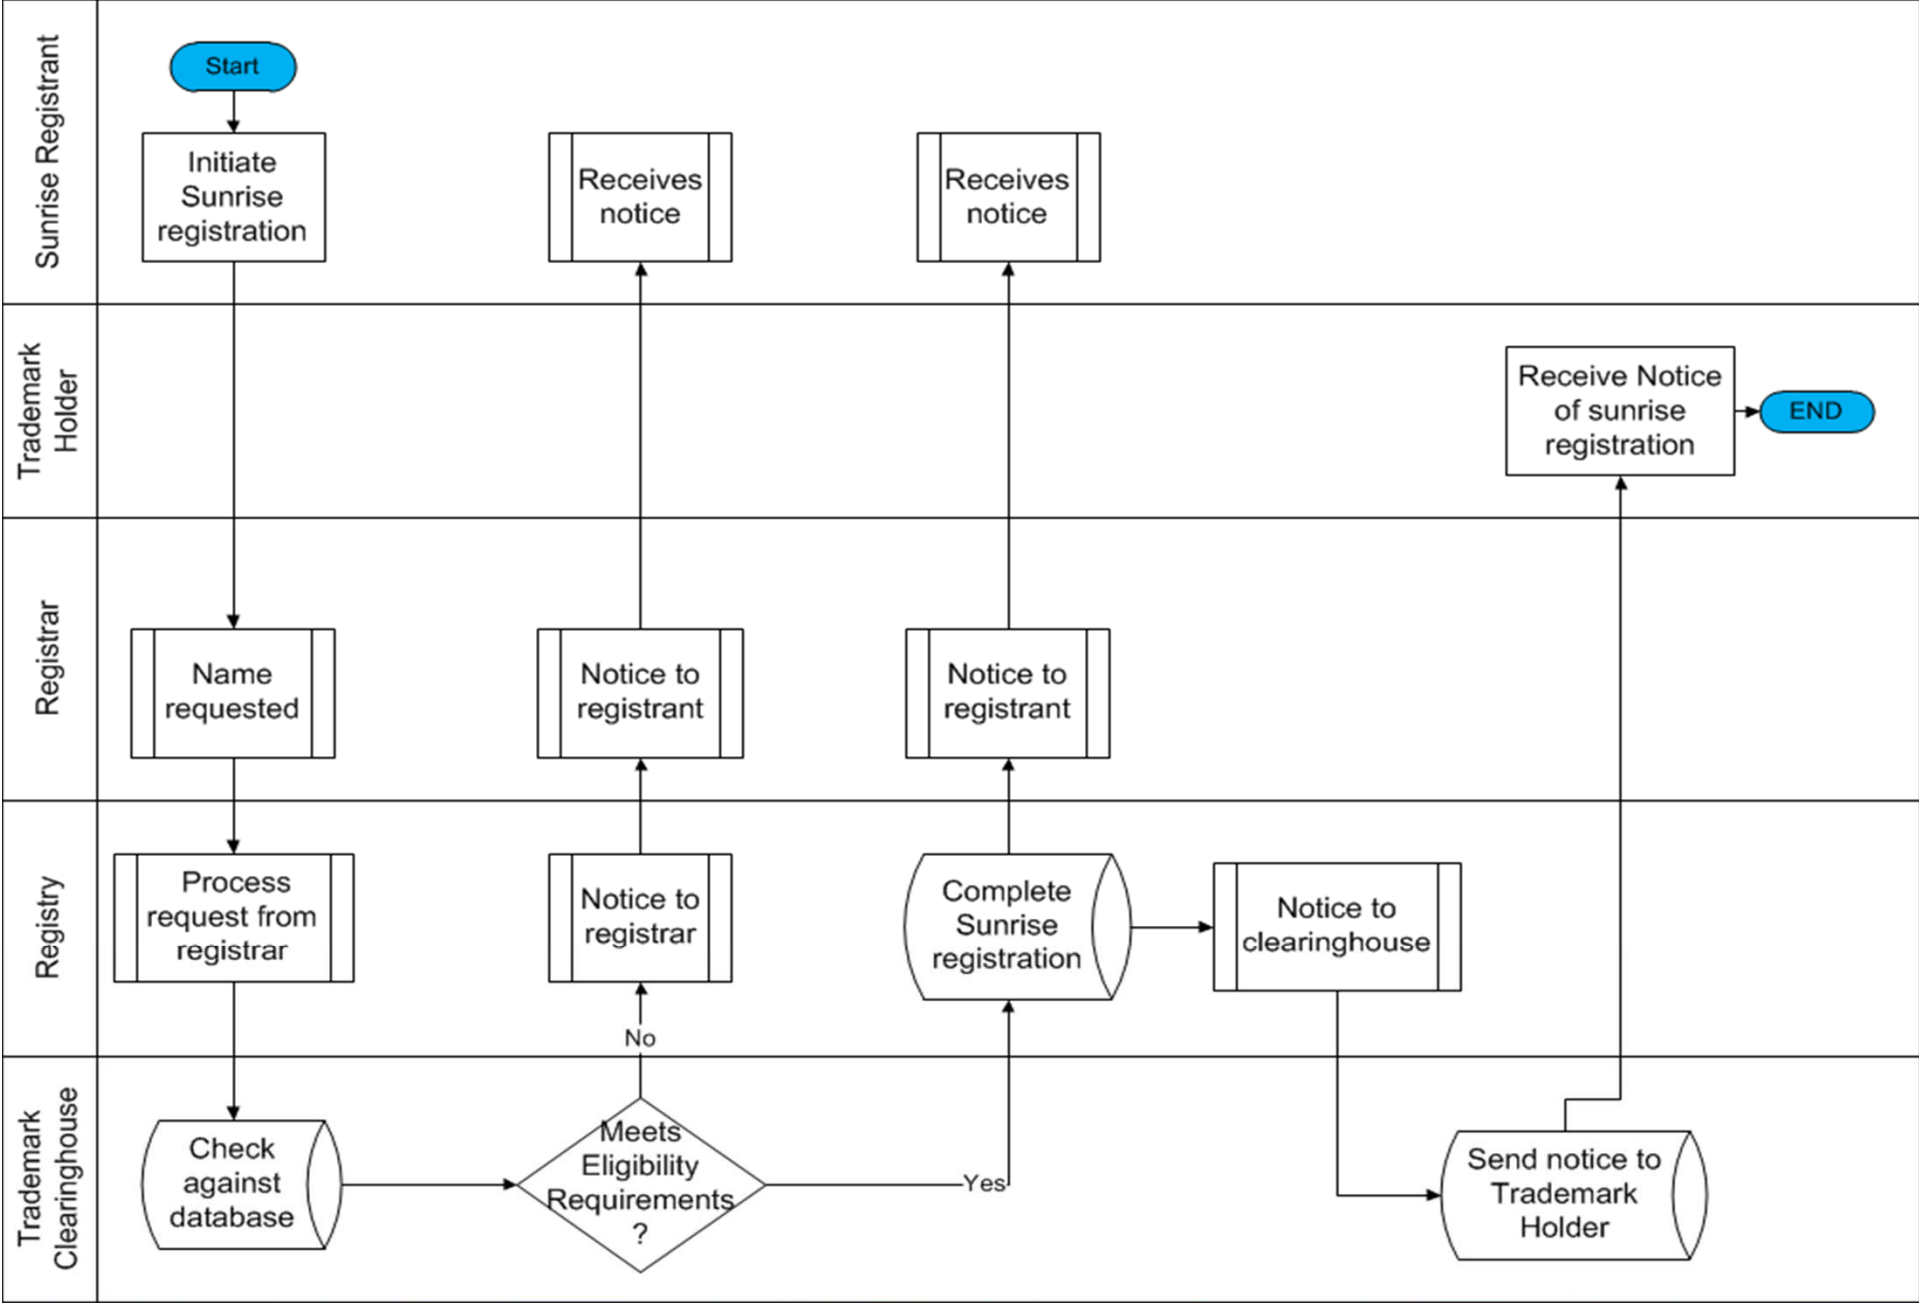 Sunrise Registrant
Start
Initiate
Sunrise
registration
Receives
notice
Receives
notice
Trademark
Holder
Receive Notice
of sunrise
registration
END
Registrar
Name
requested
Notice to
registrant
Notice to
registrant
Registry
Process
request from
registrar
Notice to
registrar
Complete
Sunrise
registration
Notice to
clearinghouse
No
Trademark
Clearinghouse
Check
against
database
Meets
Eligibility
Requirements
?
Yes
Send notice to
Trademark
Holder